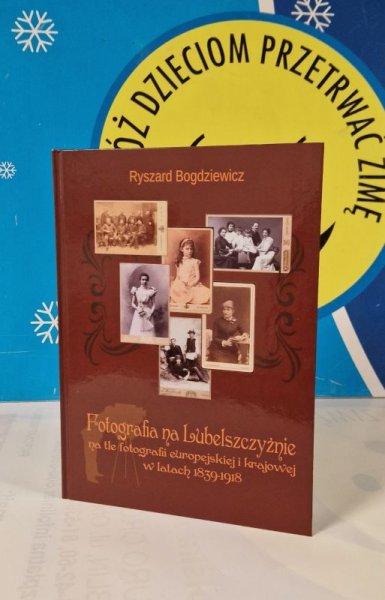 ÓŻ DZIECIOM PRZETRWAĆ ZIMĘ
Ryszard Bogdziewicz
Fotografia na Lubelszczyźnie
na tle fotografii europejskiej i krajowej
w latach 1839-1918